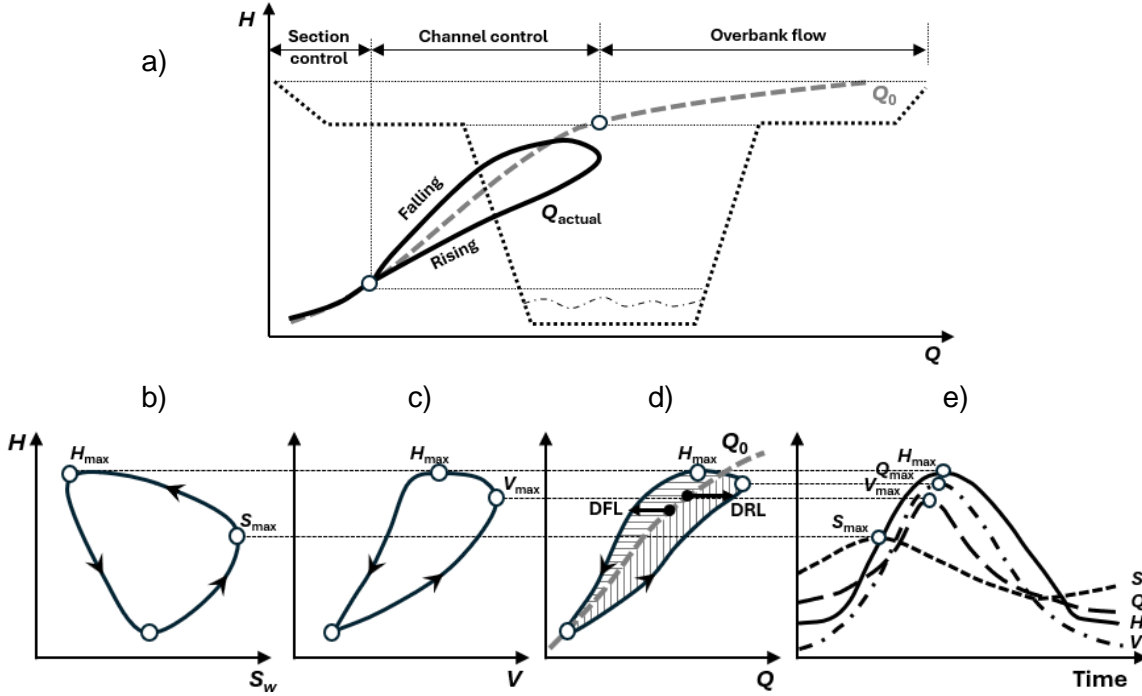 H
a)
Section
control
Channel control
Overbank flow
Q0
Falling
Qactual
Rising
Q
b)
c)
d)
e)
H
Hmax
Smax
Sw
Hmax
Vmax
V
Hmax
Q0
DFL
DRL
Q
Hmax
Qmax
Vmax
Smax
S
Q
H
V
Time